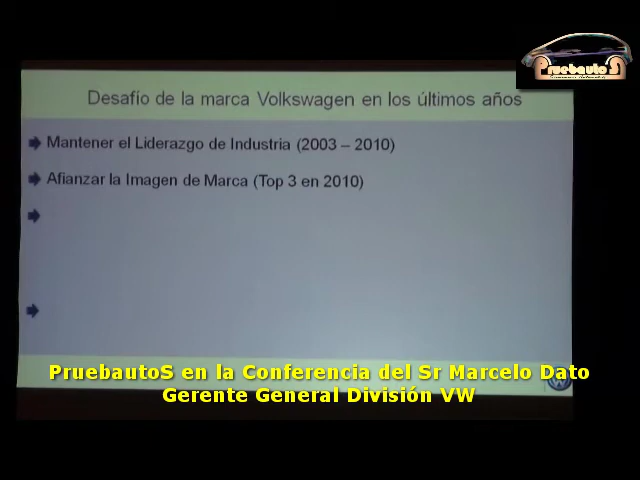 PruebautoS
Desafío de la marca Volkswagen en los últimos años
Mantener el Liderazgo de Industria (2003 – 2010)
Afianzar la Imagen de Marca (Top 3 en 2010)
PruebautoS en la Conferencia del Sr Marcelo Dato
Gerente General División VW